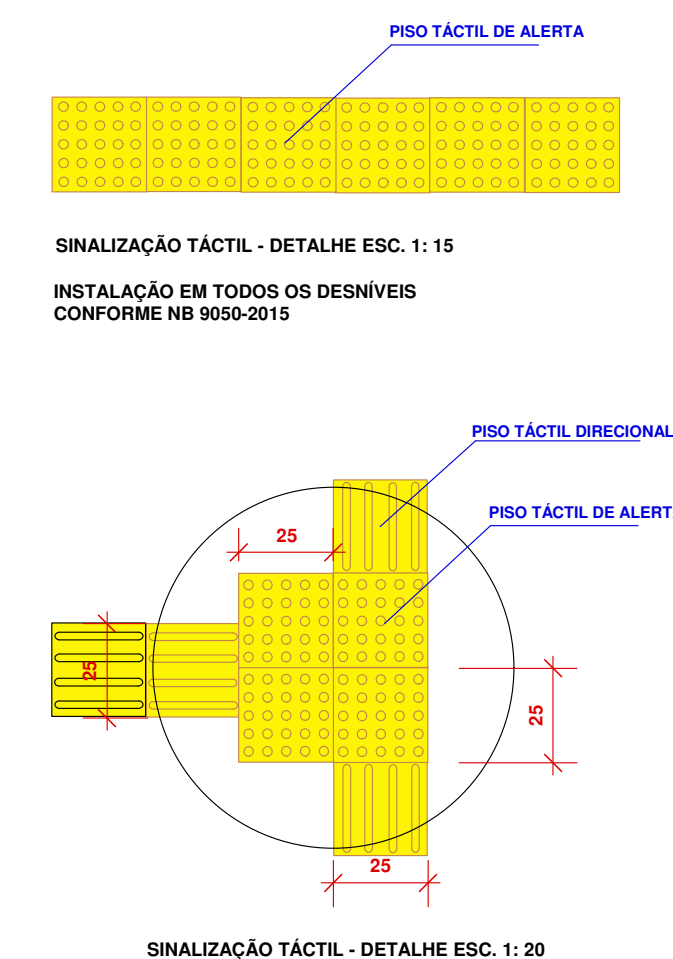 PISO TÁCTIL DE ALERTA
SINALIZAÇÃO TÁCTIL - DETALHE ESC. 1: 15
INSTALAÇÃO EM TODOS OS DESNÍVEIS
CONFORME NB 9050-2015
PISO TÁCTIL DIRECIONAL
PISO TÁCTIL DE ALERT
25
25
25
25
SINALIZAÇÃO TÁCTIL - DETALHE ESC. 1: 20